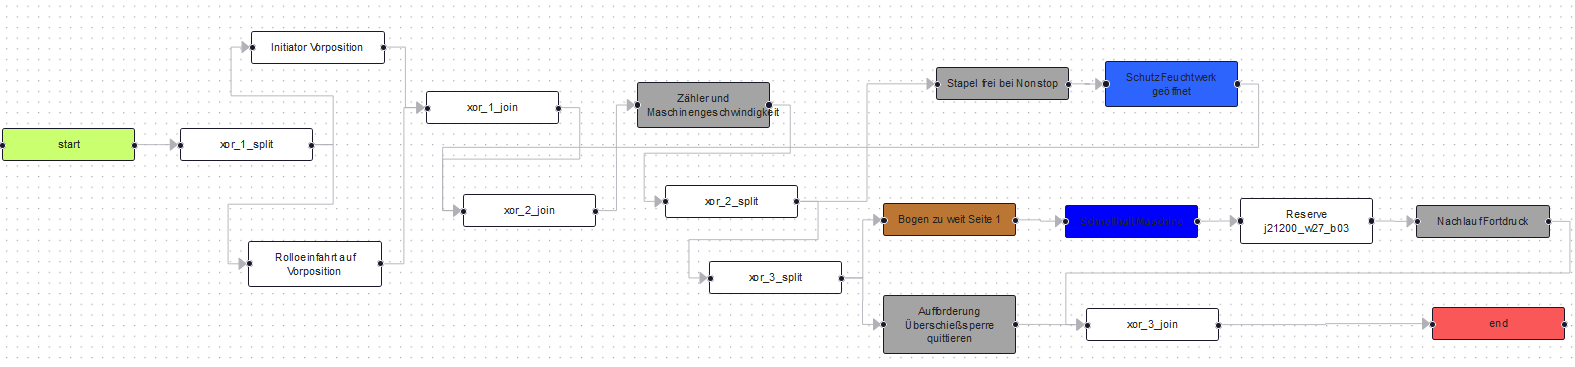 Initiator Vorposition
xor_1_join
Zähler und
Maschinengeschwindigkeit
Stapel frei bei Nonstop
Schutz Feuchtwerk
geöffnet
start
xor_1_split
xor_2_join
xor_2_split
Bogen zu weit Seite 1
Reserve
j21200_w27_b03
Nachlauf Fortdruck
Rolloeinfahrt auf
Vorposition
xor_3_split
Aufforderung
Überschießsperre
quittieren
xor_3_join
end